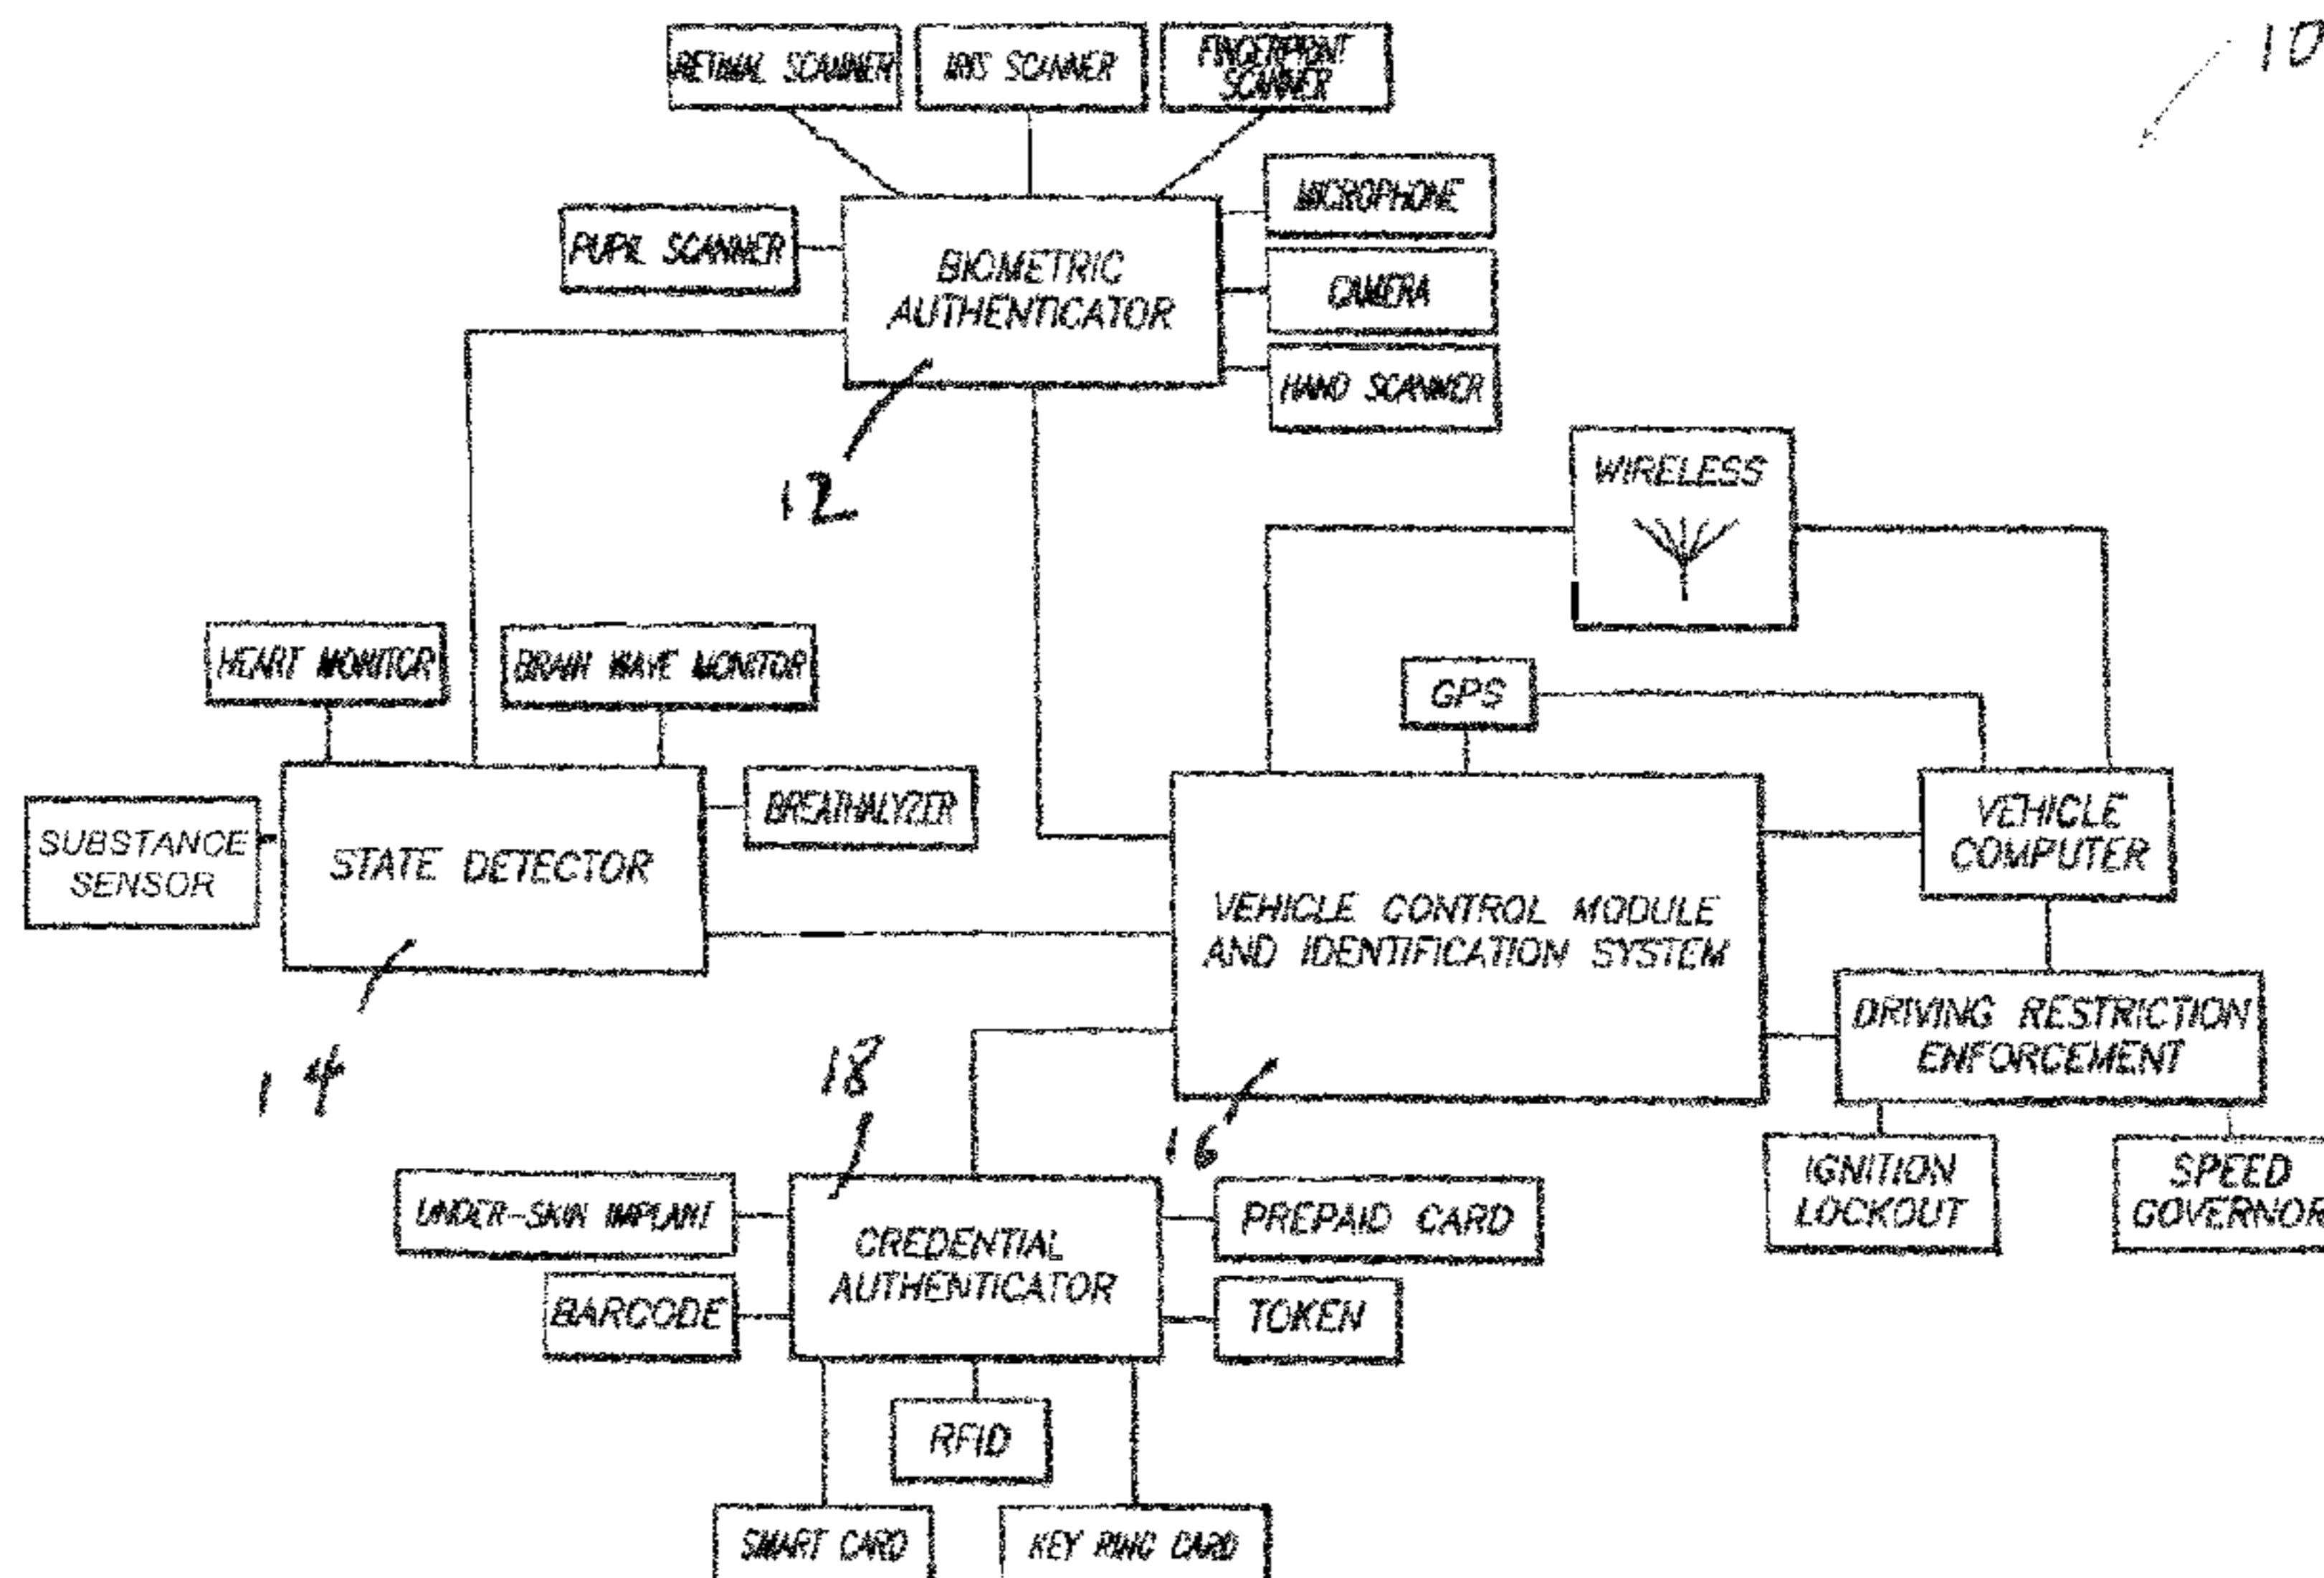 10
RETINAL SCANNER
IRIS SCANNER
FINGERPRINT
SCANNER
MICROPHONE
PUPIL SCANNER
BIOMETRIC
AUTHENTICATOR
CAMERA
HAND SCANNER
12
WIRELESS
HEART MONITOR
BRAIN WAVE MONITOR
GPS
SUBSTANCE
SENSOR
STATE DETECTOR
BREATHALYZER
VEHICLE
COMPUTER
VEHICLE CONTROL MODULE
AND IDENTIFICATION SYSTEM
14
18
16
DRIVING RESTRICTION
ENFORCEMENT
IGNITION
LOCKOUT
SPEED
GOVERNOR
UNDER-SKIN IMPLANT
BARCODE
CREDENTIAL
AUTHENTICATOR
PREPAID CARD
TOKEN
RFID
SMART CARD
KEY RING CARD